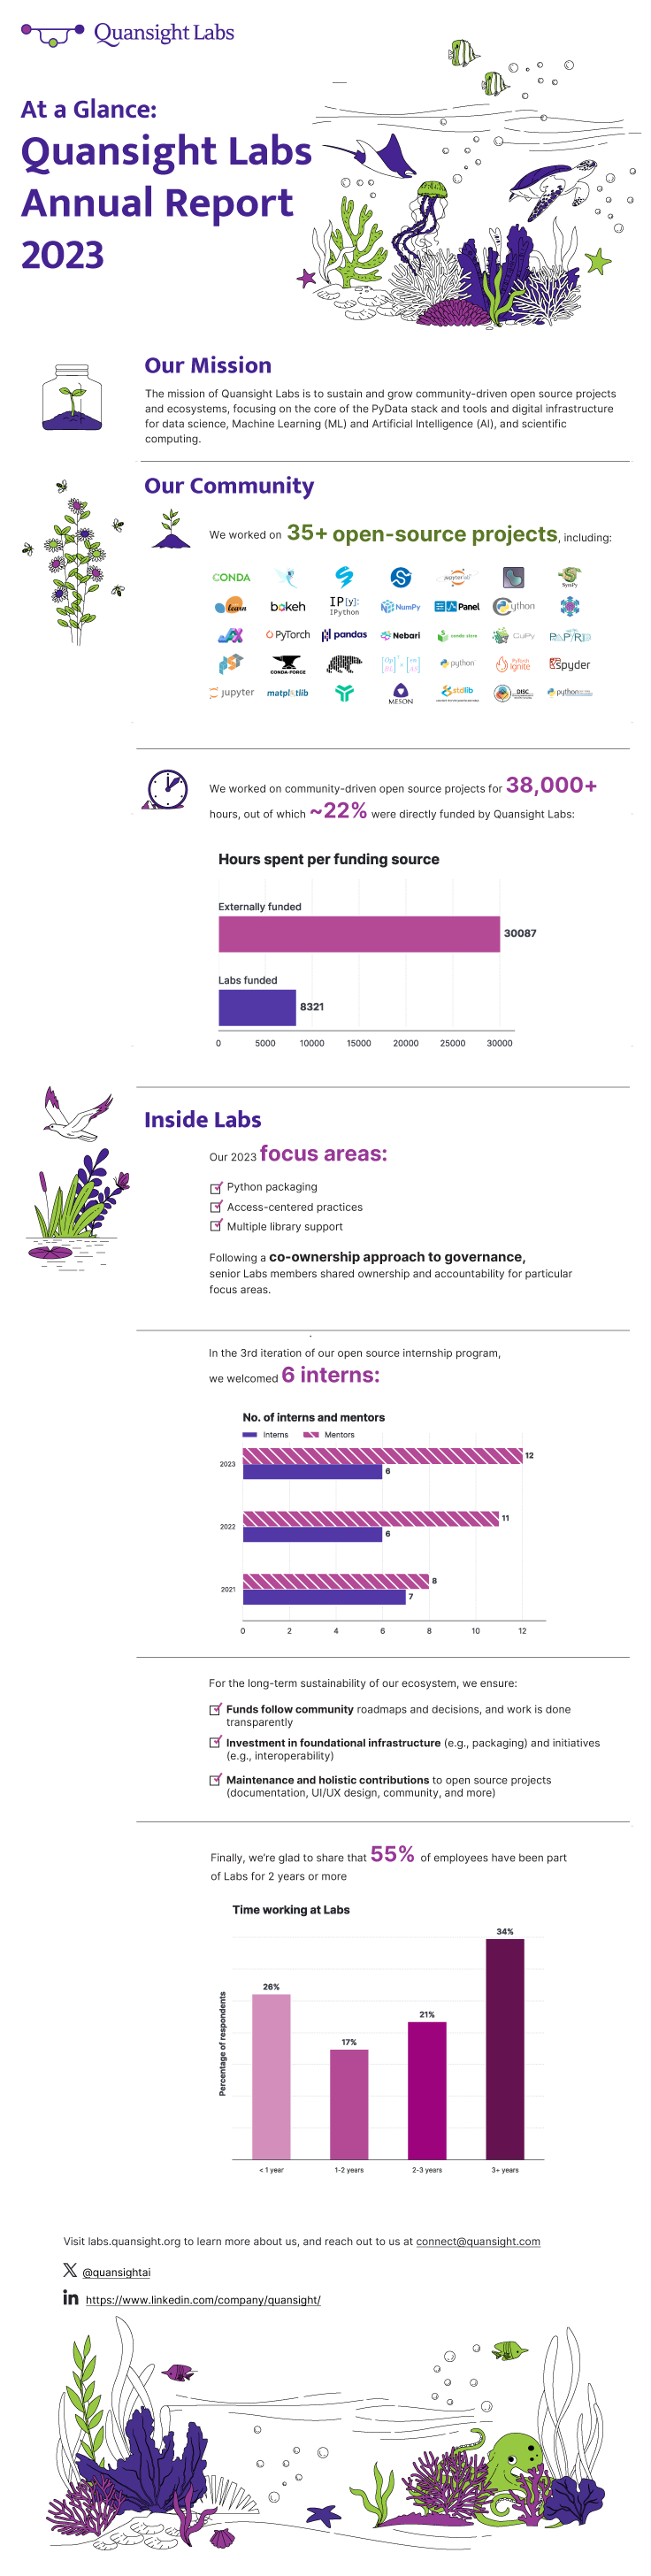 Quansight Labs
At a Glance:
Quansight Labs
Annual Report
2023
Our Mission
The mission of Quansight Labs is to sustain and grow community-driven open source projects
and ecosystems, focusing on the core of the PyData stack and tools and digital infrastructure
for data science, Machine Learning (ML) and Artificial Intelligence (AI), and scientific
computing.
Our Community
We worked on 35+ open-source projects, including:
CONDA
jupyterlab
SymPy
learn
bokeh
IP[y]:
IPython
NumPy
Panel
Cython
PyTorch
pandas
Nebari
conda store
CuPy
CONDA-FORGE
python
PyTorch
Ignite
Spyder
jupyter
matplotlib
MESON
stdlib
DISC
python
We worked on community-driven open source projects for 38,000+
hours, out of which ~22% were directly funded by Quansight Labs:
Hours spent per funding source
Externally funded
30087
Labs funded
8321
0 5000 10000 15000 20000 25000 30000
Inside Labs
Our 2023 focus areas:
Python packaging
Access-centered practices
Multiple library support
Following a co-ownership approach to governance,
senior Labs members shared ownership and accountability for particular
focus areas.
In the 3rd iteration of our open source internship program,
we welcomed 6 interns:
No. of interns and mentors
Interns Mentors
2023 12
6
2022 11
6
2021 8
7
0 2 4 6 8 10 12
For the long-term sustainability of our ecosystem, we ensure:
Funds follow community roadmaps and decisions, and work is done
transparently
Investment in foundational infrastructure (e.g., packaging) and initiatives
(e.g., interoperability)
Maintenance and holistic contributions to open source projects
(documentation, UI/UX design, community, and more)
Finally, we're glad to share that 55% of employees have been part
of Labs for 2 years or more
Time working at Labs
Percentage of respondents
26%
17%
21%
34%
< 1 year 1-2 years 2-3 years 3+ years
Visit labs.quansight.org to learn more about us, and reach out to us at connect@quansight.com
@quansightai
https://www.linkedin.com/company/quansight/